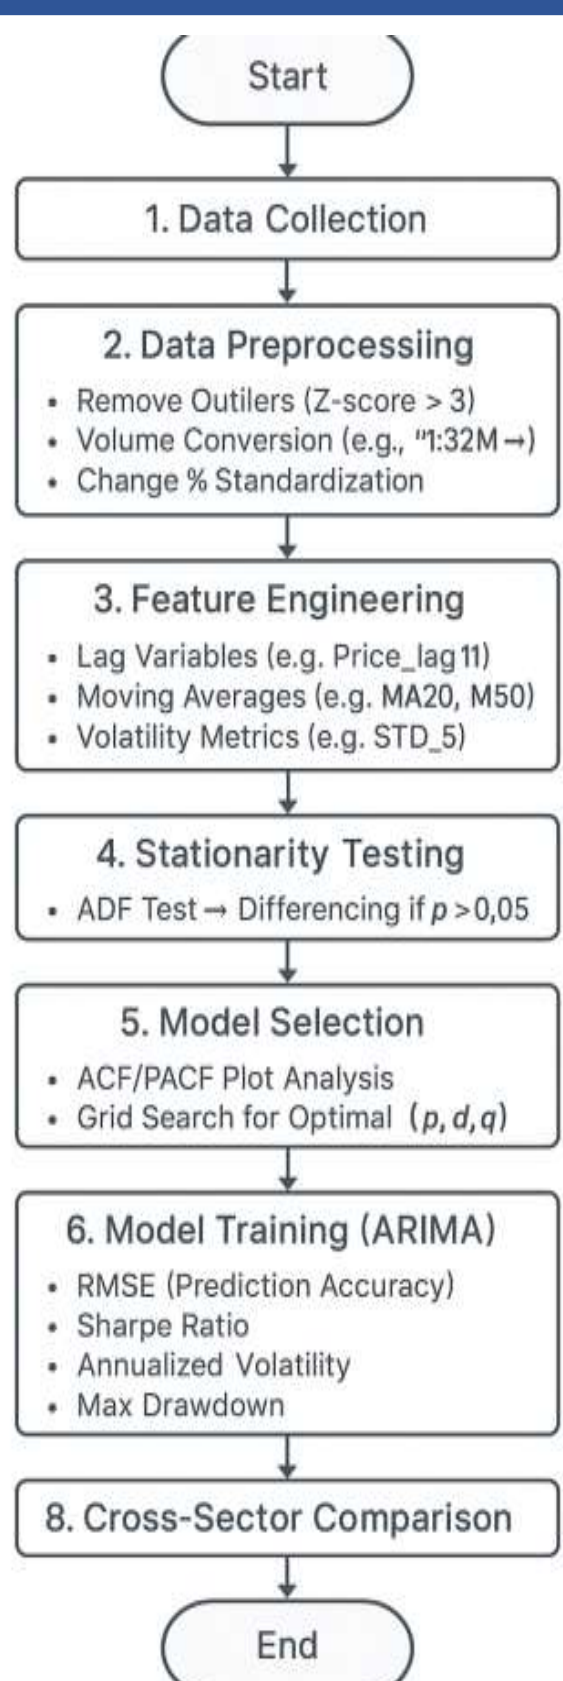 Start
1. Data Collection
2. Data Preprocessiing
• Remove Outilers (Z-score > 3)
• Volume Conversion (e.g., "1:32M→)
• Change % Standardization
3. Feature Engineering
• Lag Variables (e.g. Price_lag11)
• Moving Averages (e.g. MA20, M50)
• Volatility Metrics (e.g. STD_5)
4. Stationarity Testing
• ADF Test → Differencing if p >0,05
5. Model Selection
• ACF/PACF Plot Analysis
• Grid Search for Optimal (p, d, q)
6. Model Training (ARIMA)
• RMSE (Prediction Accuracy)
• Sharpe Ratio
• Annualized Volatility
• Max Drawdown
8. Cross-Sector Comparison
End